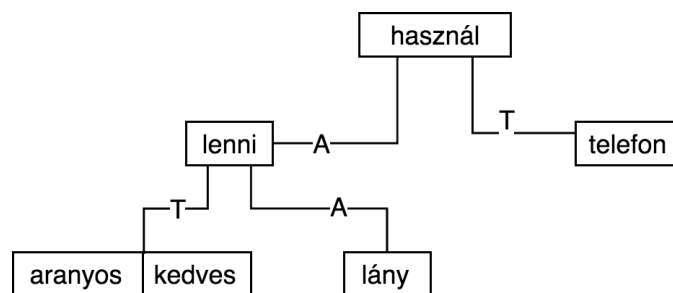 használ
lenni
A
T
telefon
T
A
aranyos
kedves
lány